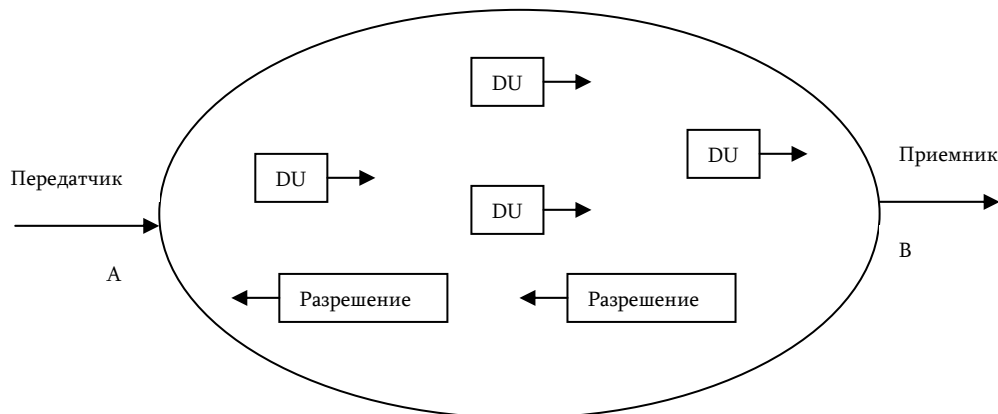 DU
DU
Приемник
Передатчик
DU
DU
В
А
Разрешение
Разрешение